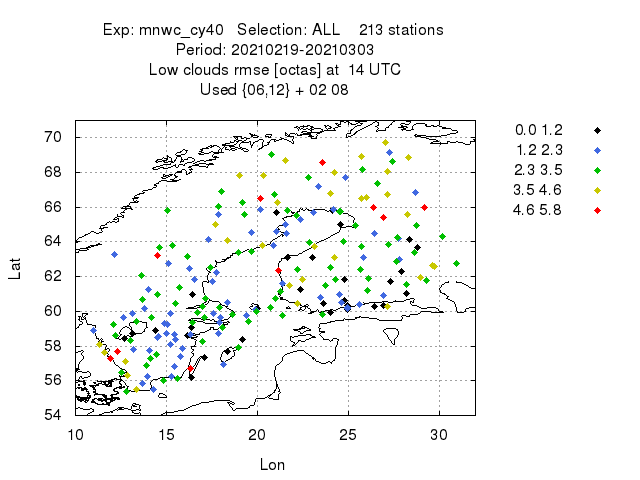 Exp: mnwc_cy40 Selection: ALL 213 stations
Period: 20210219-20210303
Low clouds rmse [octas] at 14 UTC
Used {06,12} + 02 08
0.0 1.2
1.2 2.3
2.3 3.5
3.5 4.6
4.6 5.8
70
68
66
64
62
60
58
56
54
Lat
10 15 20 25 30
Lon